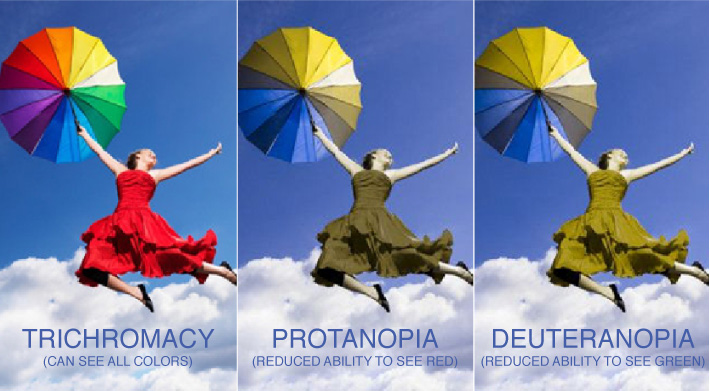 TRICHROMACY
(CAN SEE ALL COLORS)
PROTANOPIA
(REDUCED ABILITY TO SEE RED)
DEUTERANOPIA
(REDUCED ABILITY TO SEE GREEN)